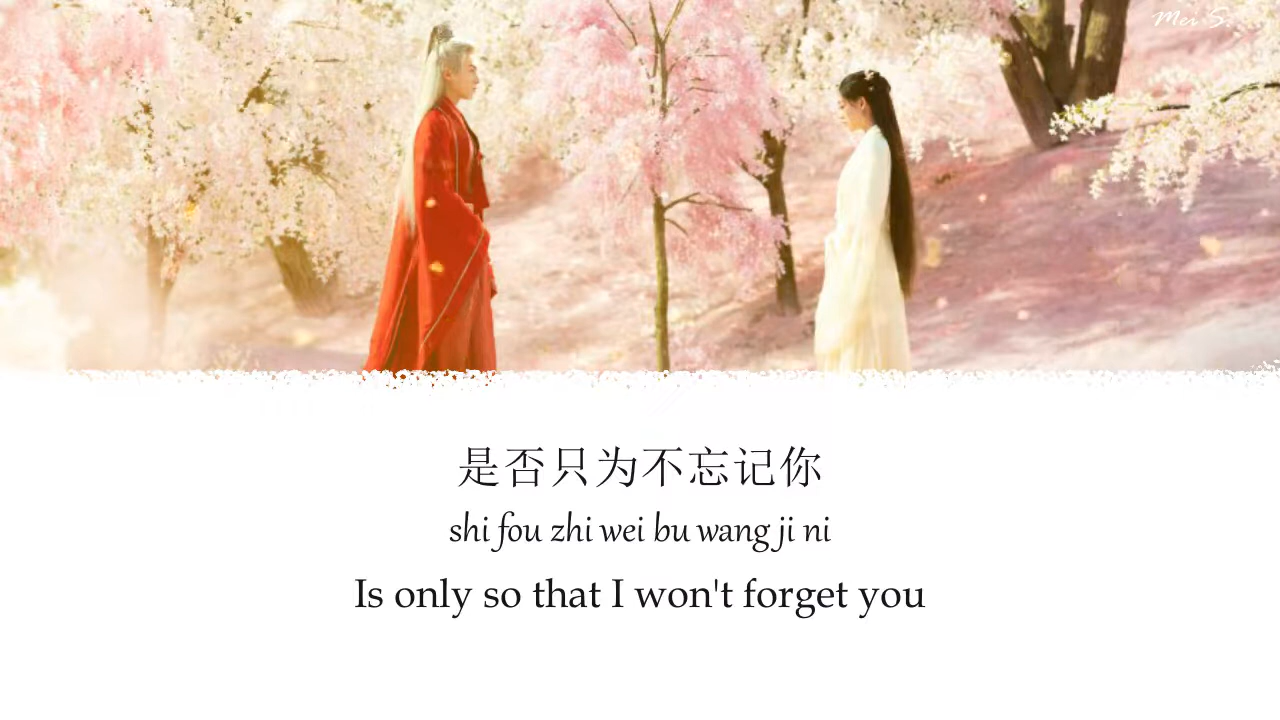 Mei S.
是否只为不忘记你
shi fou zhi wei bu wang ji ni
Is only so that I won't forget you